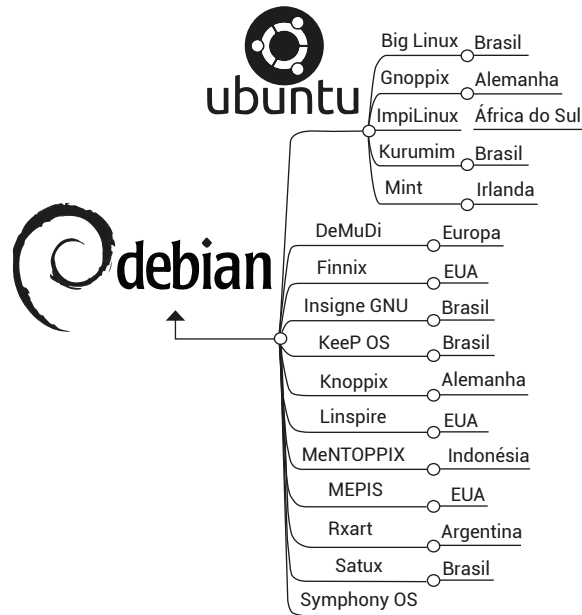 ubuntu
Big Linux Brasil
Gnoppix Alemanha
ImpiLinux África do Sul
Kurumim Brasil
Mint Irlanda
debian
DeMuDi Europa
Finnix EUA
Insigne GNU Brasil
KeeP OS Brasil
Knoppix Alemanha
Linspire EUA
MeNTOPPIX Indonésia
MEPIS EUA
Rxart Argentina
Satux Brasil
Symphony OS